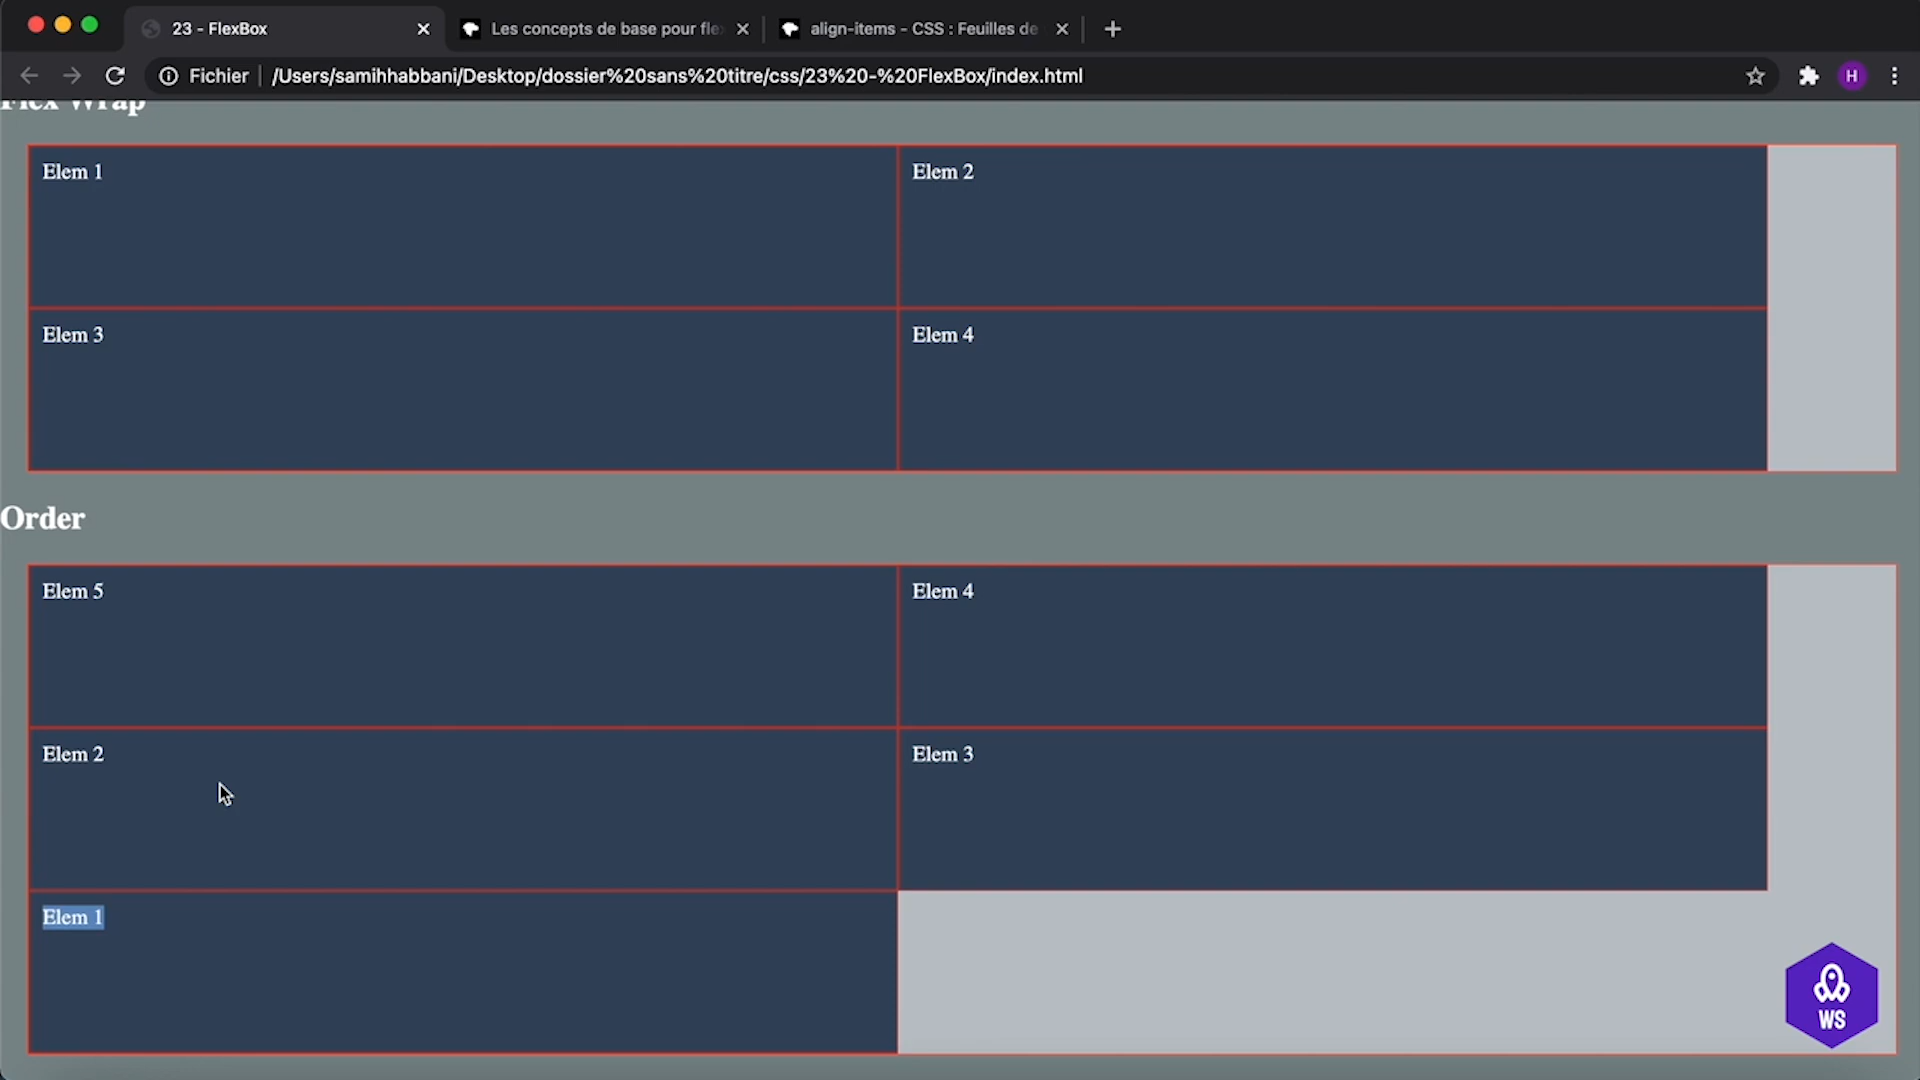 23 - FlexBox
Les concepts de base pour fle
align-items - CSS : Feuilles de
Fichier
/Users/samihhabbani/Desktop/dossier%20sans%20titre/css/23%20-%20FlexBox/index.html
H
Flex Wrap
Elem 1
Elem 2
Elem 3
Elem 4
Order
Elem 5
Elem 4
Elem 2
Elem 3
Elem 1
WS